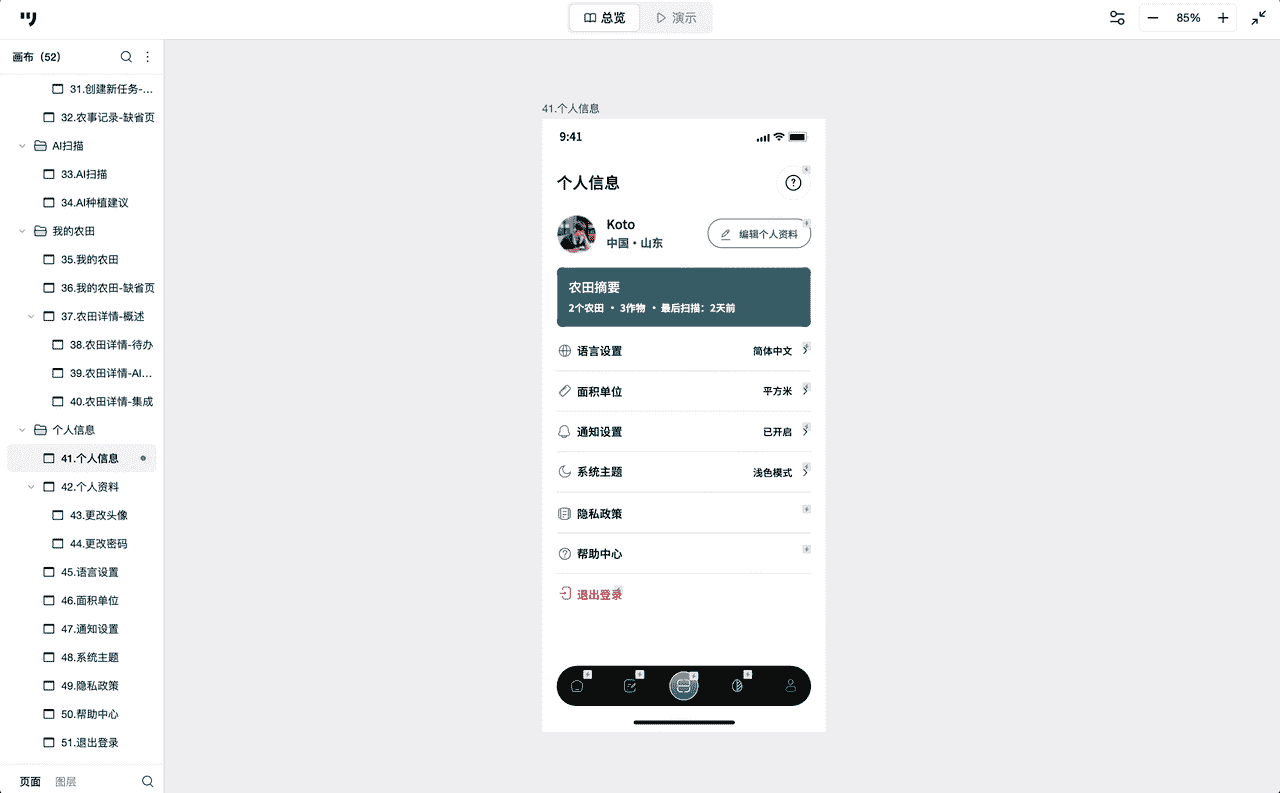 总览
演示
85%
画布（52）
31.创建新任务-...
32.农事记录-缺省页
AI扫描
33.AI扫描
34.AI种植建议
我的农田
35.我的农田
36.我的农田-缺省页
37.农田详情-概述
38.农田详情-待办
39.农田详情-AI...
40.农田详情-集成
个人信息
41.个人信息
42.个人资料
43.更改头像
44.更改密码
45.语言设置
46.面积单位
47.通知设置
48.系统主题
49.隐私政策
50.帮助中心
51.退出登录
页面
图层
41.个人信息
9:41
个人信息
Koto
中国・山东
编辑个人资料
农田摘要
2个农田 · 3作物 · 最后扫描：2天前
语言设置 简体中文
面积单位 平方米
通知设置 已开启
系统主题 浅色模式
隐私政策
帮助中心
退出登录